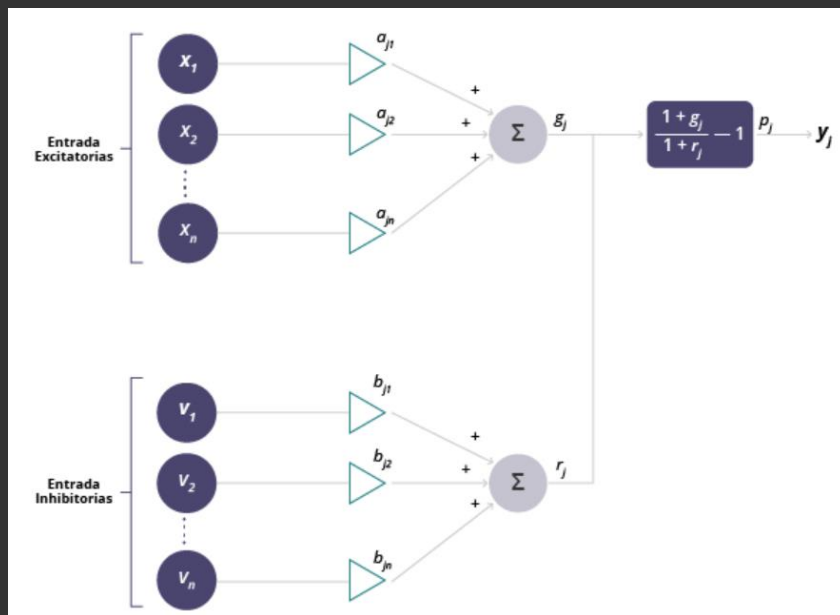 X₁
aⱼ₁
+
Entrada
Excitatorias
X₂
aⱼ₂
+
Σ
gⱼ
(1 + gⱼ)/(1 + rⱼ) − 1
pⱼ
yⱼ
+
Xₙ
aⱼₙ
V₁
bⱼ₁
+
Entrada
Inhibitorias
V₂
bⱼ₂
+
Σ
rⱼ
+
Vₙ
bⱼₙ